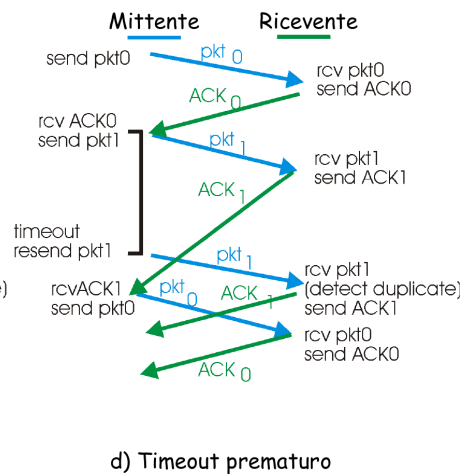 Mittente Ricevente
send pkt0
pkt 0
rcv pkt0
send ACK0
ACK 0
rcv ACK0
send pkt1
pkt 1
rcv pkt1
send ACK1
ACK 1
timeout
resend pkt1
pkt 1
rcv pkt1
(detect duplicate)
send ACK1
e)
rcvACK1
send pkt0
pkt 0
ACK 1
rcv pkt0
send ACK0
ACK 0
d) Timeout prematuro